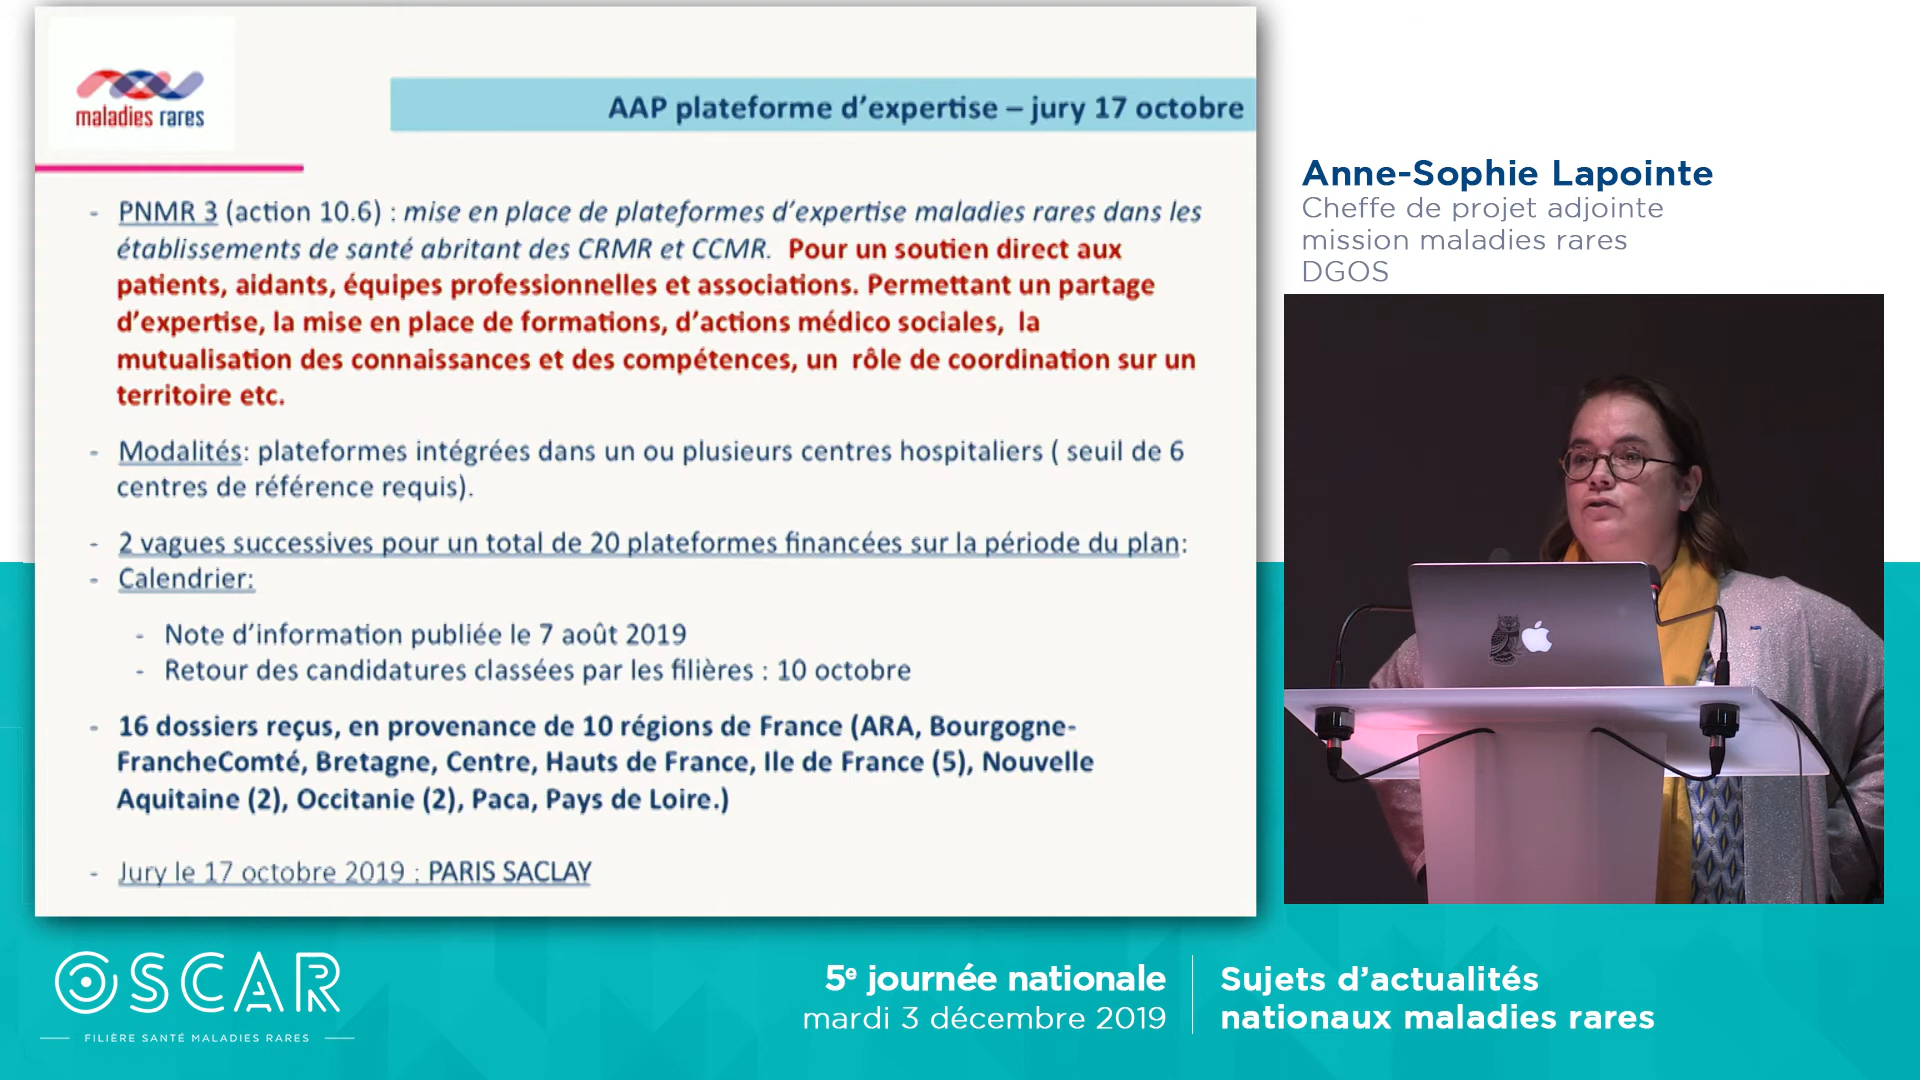 maladies rares
AAP plateforme d’expertise – jury 17 octobre
- PNMR 3 (action 10.6) : mise en place de plateformes d’expertise maladies rares dans les
établissements de santé abritant des CRMR et CCMR. Pour un soutien direct aux
patients, aidants, équipes professionnelles et associations. Permettant un partage
d’expertise, la mise en place de formations, d’actions médico sociales, la
mutualisation des connaissances et des compétences, un rôle de coordination sur un
territoire etc.
- Modalités: plateformes intégrées dans un ou plusieurs centres hospitaliers ( seuil de 6
centres de référence requis).
- 2 vagues successives pour un total de 20 plateformes financées sur la période du plan:
- Calendrier:
- Note d’information publiée le 7 août 2019
- Retour des candidatures classées par les filières : 10 octobre
- 16 dossiers reçus, en provenance de 10 régions de France (ARA, Bourgogne-
FrancheComté, Bretagne, Centre, Hauts de France, Ile de France (5), Nouvelle
Aquitaine (2), Occitanie (2), Paca, Pays de Loire.)
- Jury le 17 octobre 2019 : PARIS SACLAY
Anne-Sophie Lapointe
Cheffe de projet adjointe
mission maladies rares
DGOS
OSCAR
FILIÈRE SANTÉ MALADIES RARES
5e journée nationale
mardi 3 décembre 2019
Sujets d’actualités
nationaux maladies rares